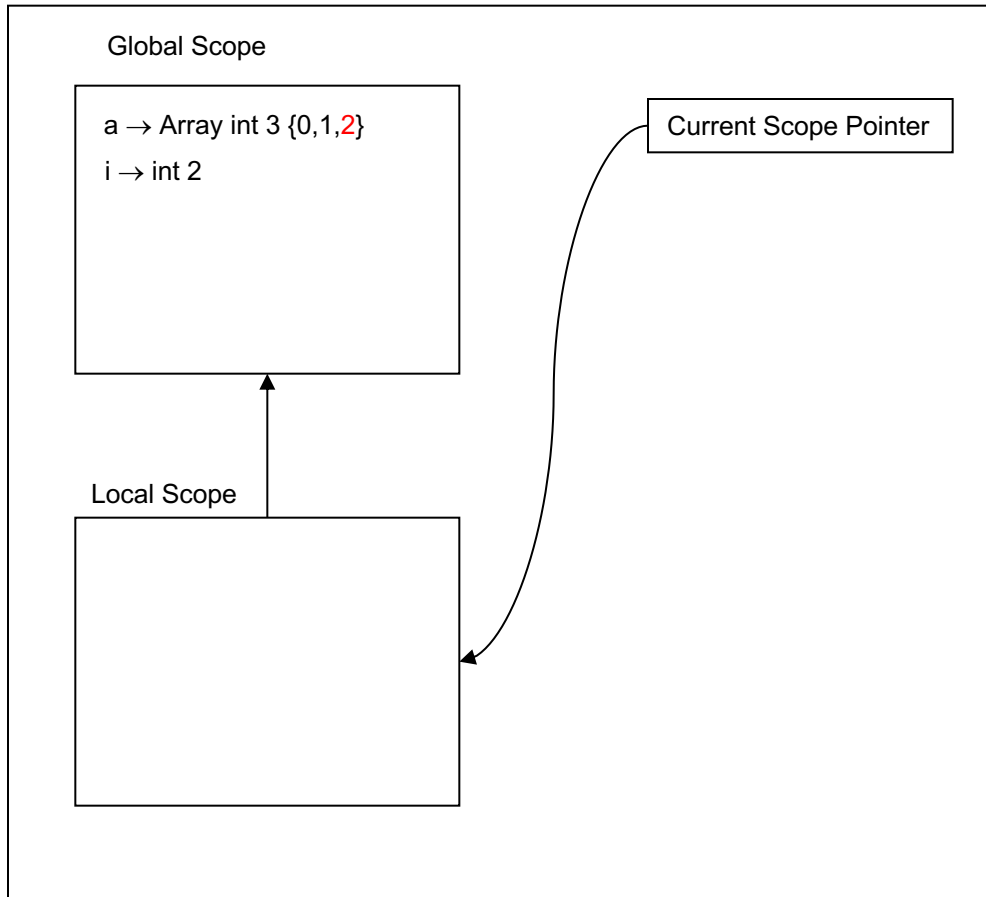 Global Scope
a → Array int 3 {0,1,2}
i → int 2
Current Scope Pointer
Local Scope